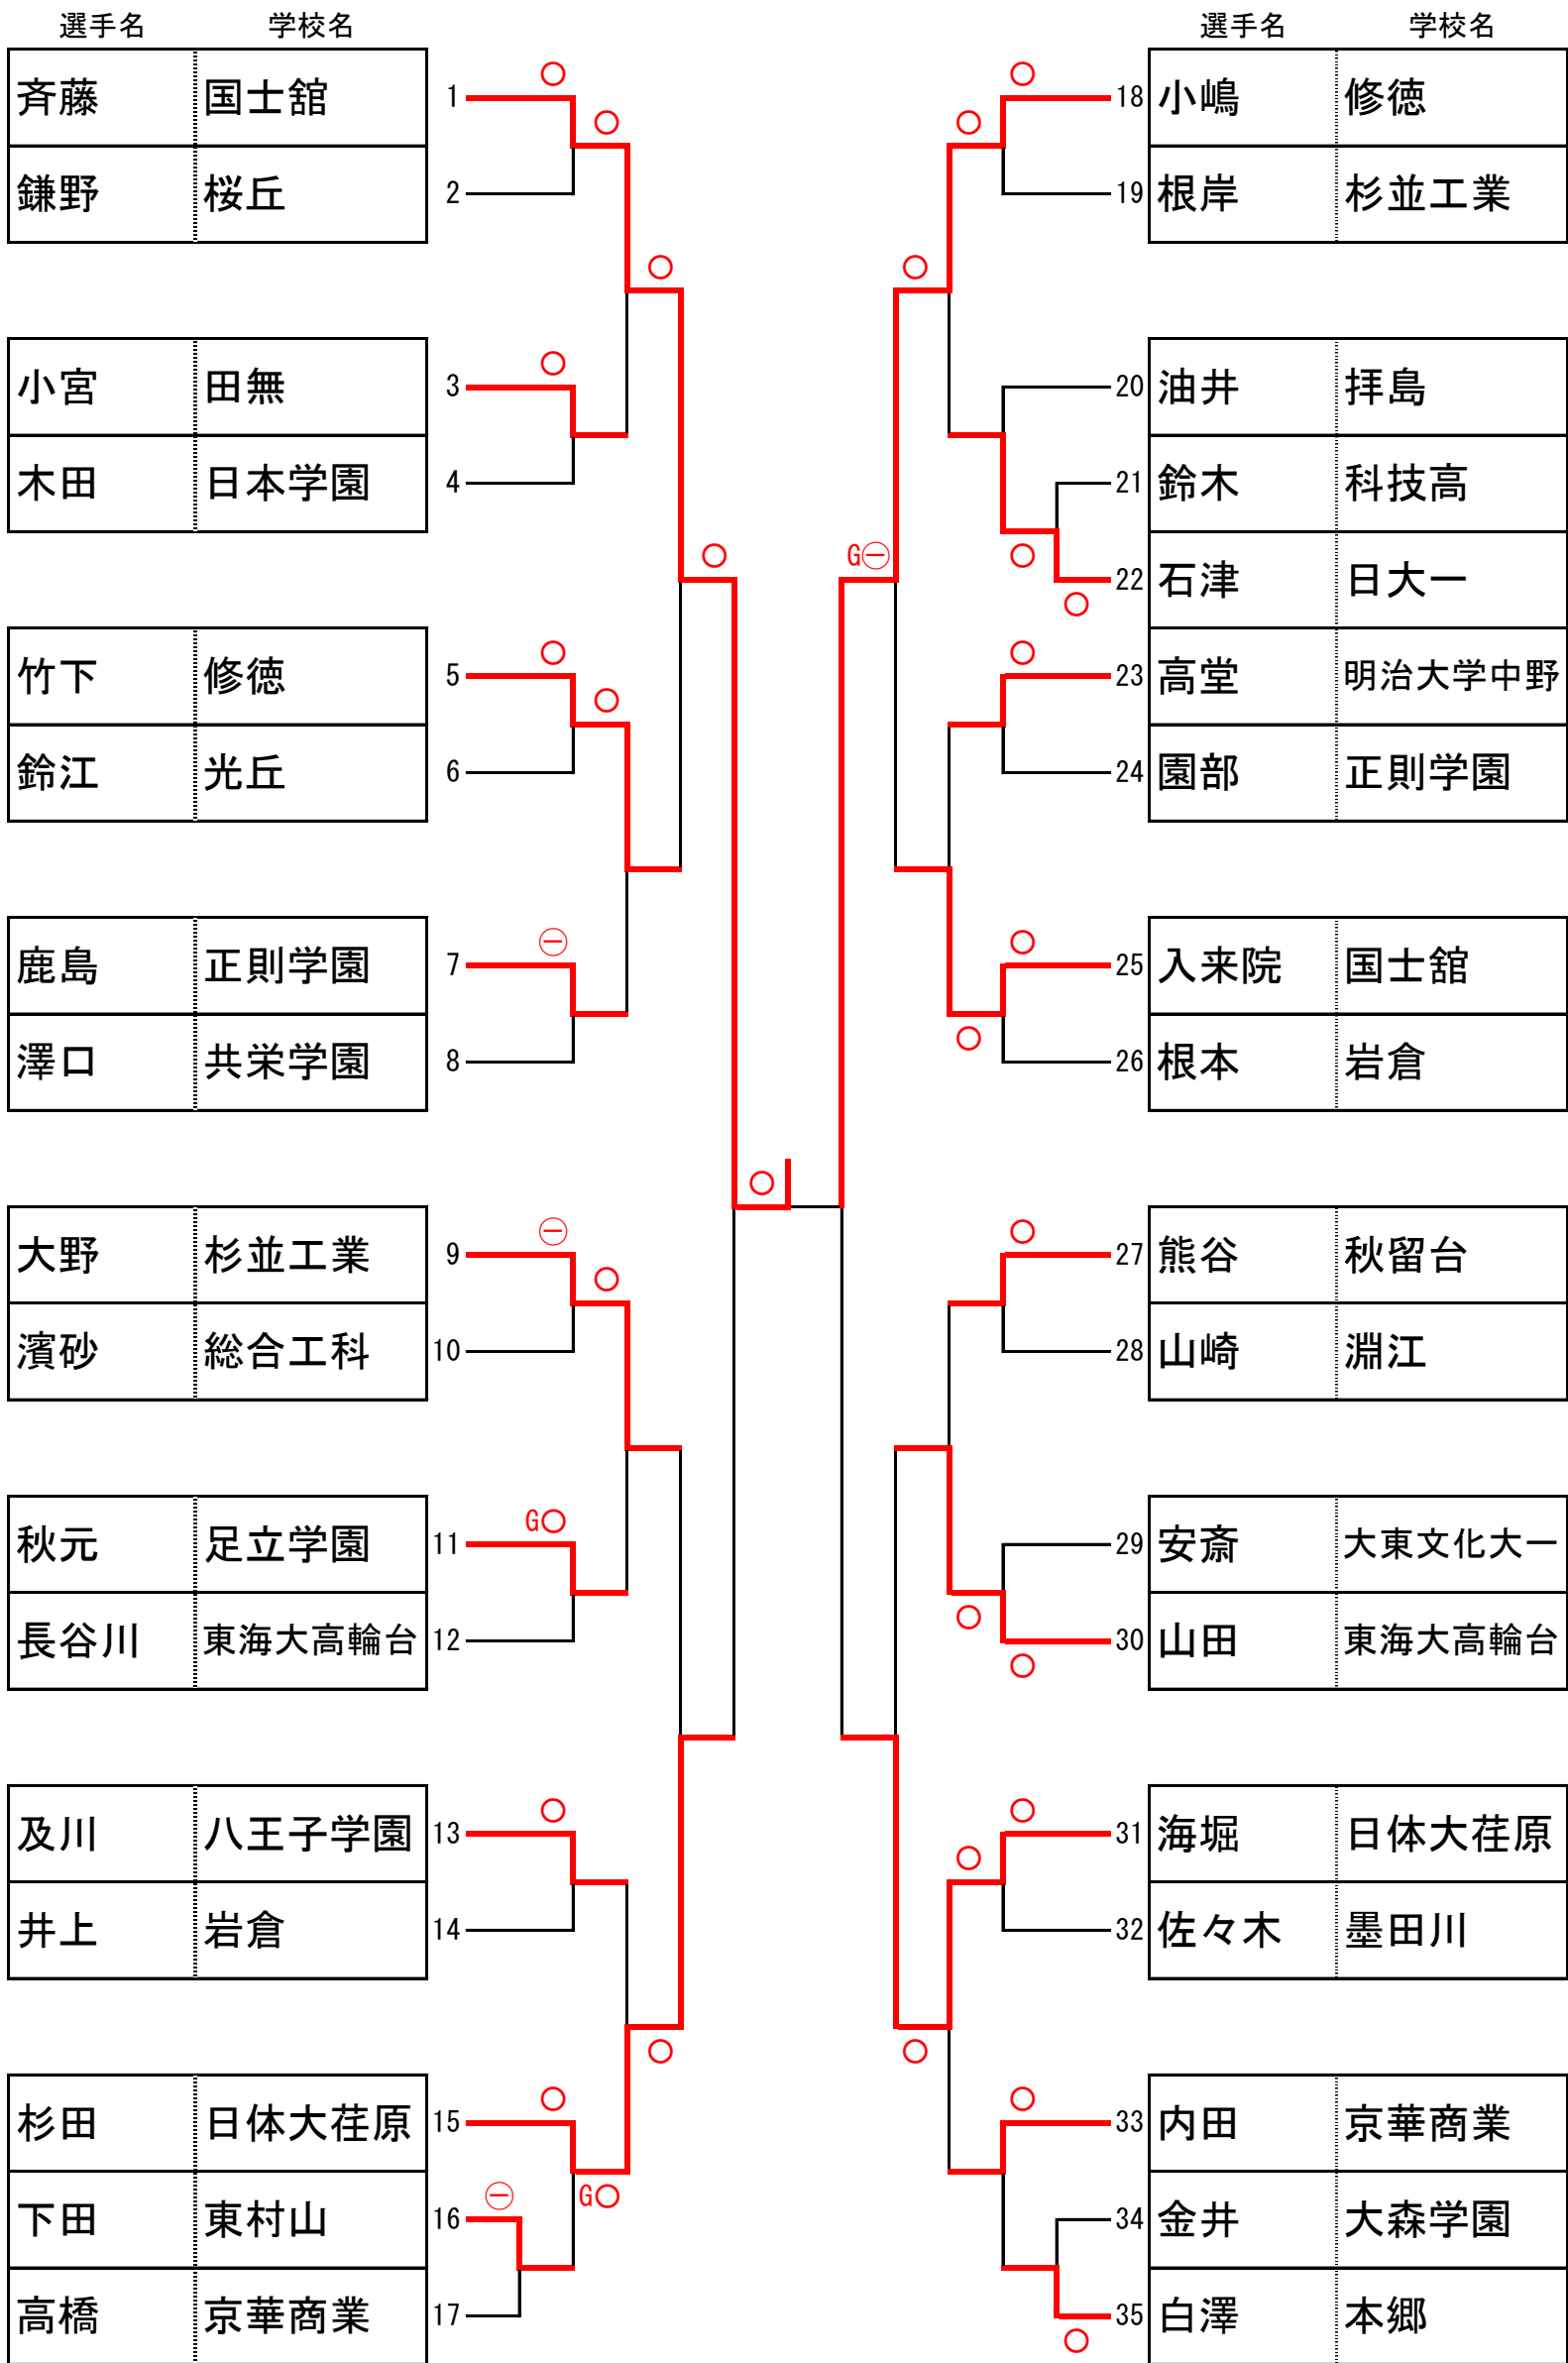 選手名 学校名
斉藤 国士舘 1
鎌野 桜丘 2
小宮 田無 3
木田 日本学園 4
竹下 修徳 5
鈴江 光丘 6
鹿島 正則学園 7
澤口 共栄学園 8
大野 杉並工業 9
濱砂 総合工科 10
秋元 足立学園 11
G○
長谷川 東海大高輪台 12
及川 八王子学園 13
井上 岩倉 14
杉田 日体大荏原 15
下田 東村山 16
G○
高橋 京華商業 17
選手名 学校名
18 小嶋 修徳
19 根岸 杉並工業
20 油井 拝島
21 鈴木 科技高
G㊀
22 石津 日大一
23 高堂 明治大学中野
24 園部 正則学園
25 入来院 国士舘
26 根本 岩倉
27 熊谷 秋留台
28 山崎 淵江
29 安斎 大東文化大一
30 山田 東海大高輪台
31 海堀 日体大荏原
32 佐々木 墨田川
33 内田 京華商業
34 金井 大森学園
35 白澤 本郷